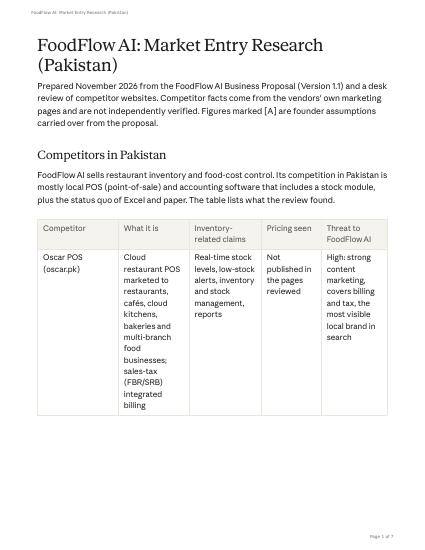 FoodFlow AI: Market Entry Research (Pakistan)
FoodFlow AI: Market Entry Research
(Pakistan)
Prepared November 2026 from the FoodFlow AI Business Proposal (Version 1.1) and a desk
review of competitor websites. Competitor facts come from the vendors' own marketing
pages and are not independently verified. Figures marked [A] are founder assumptions
carried over from the proposal.
Competitors in Pakistan
FoodFlow AI sells restaurant inventory and food-cost control. Its competition in Pakistan is
mostly local POS (point-of-sale) and accounting software that includes a stock module,
plus the status quo of Excel and paper. The table lists what the review found.
Competitor
What it is
Inventory-
related claims
Pricing seen
Threat to
FoodFlow AI
Oscar POS
(oscar.pk)
Cloud
restaurant POS
marketed to
restaurants,
cafés, cloud
kitchens,
bakeries and
multi-branch
food
businesses;
sales-tax
(FBR/SRB)
integrated
billing
Real-time stock
levels, low-stock
alerts, inventory
and stock
management,
reports
Not
published in
the pages
reviewed
High: strong
content
marketing,
covers billing
and tax, the
most visible
local brand in
search
Page 1 of 7